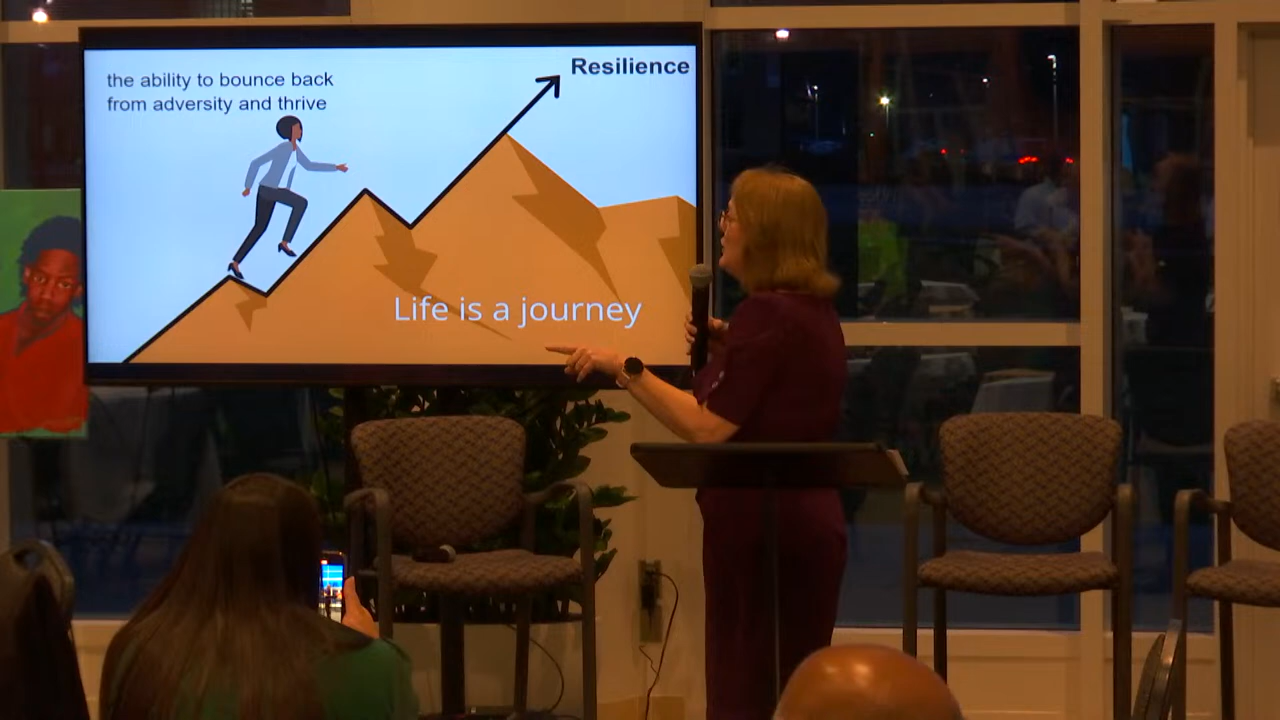 the ability to bounce back
from adversity and thrive
Resilience
Life is a journey